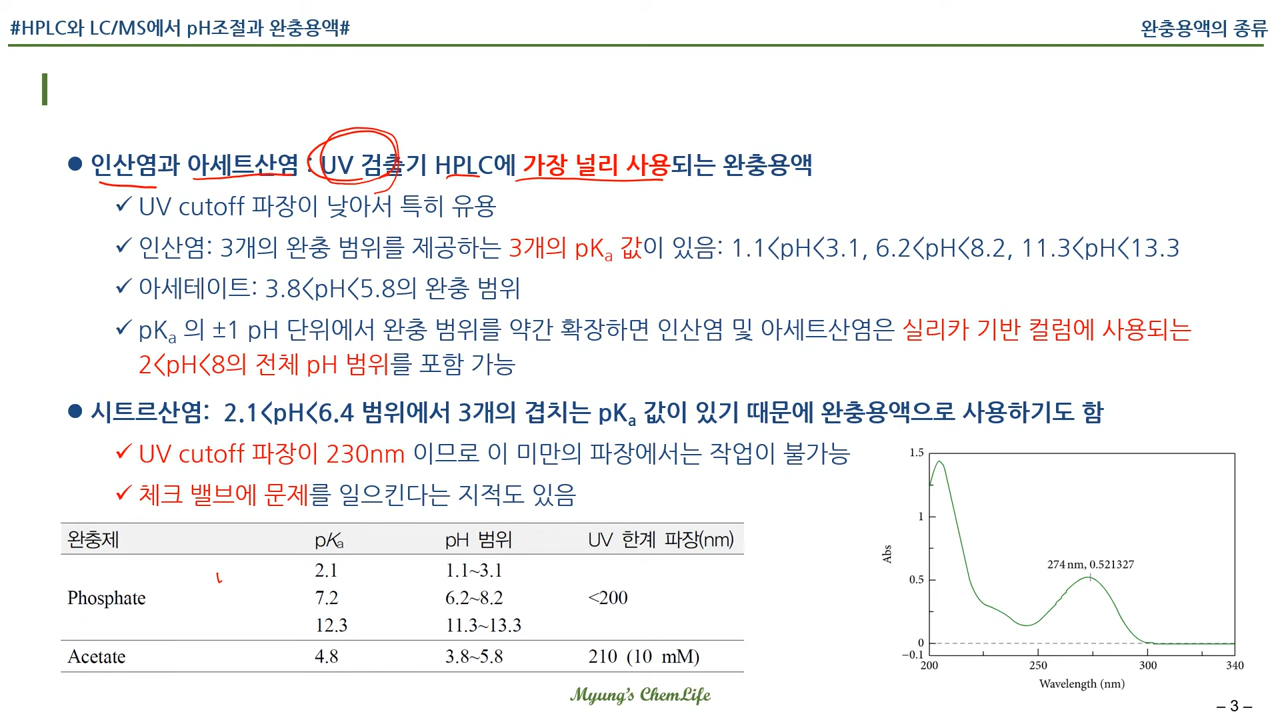 #HPLC와 LC/MS에서 pH조절과 완충용액#
완충용액의 종류
● 인산염과 아세트산염 : UV 검출기 HPLC에 가장 널리 사용되는 완충용액
✓ UV cutoff 파장이 낮아서 특히 유용
✓ 인산염: 3개의 완충 범위를 제공하는 3개의 pKa 값이 있음: 1.1<pH<3.1, 6.2<pH<8.2, 11.3<pH<13.3
✓ 아세테이트: 3.8<pH<5.8의 완충 범위
✓ pKa 의 ±1 pH 단위에서 완충 범위를 약간 확장하면 인산염 및 아세트산염은 실리카 기반 컬럼에 사용되는
2<pH<8의 전체 pH 범위를 포함 가능
● 시트르산염: 2.1<pH<6.4 범위에서 3개의 겹치는 pKa 값이 있기 때문에 완충용액으로 사용하기도 함
✓ UV cutoff 파장이 230nm 이므로 이 미만의 파장에서는 작업이 불가능
✓ 체크 밸브에 문제를 일으킨다는 지적도 있음
완충제 pKa pH 범위 UV 한계 파장(nm)
2.1 1.1~3.1
Phosphate 7.2 6.2~8.2 <200
12.3 11.3~13.3
Acetate 4.8 3.8~5.8 210 (10 mM)
1.5
1
Abs
274 nm, 0.521327
0.5
0
−0.1
200 250 300 340
Wavelength (nm)
Myung's ChemLife
– 3 –